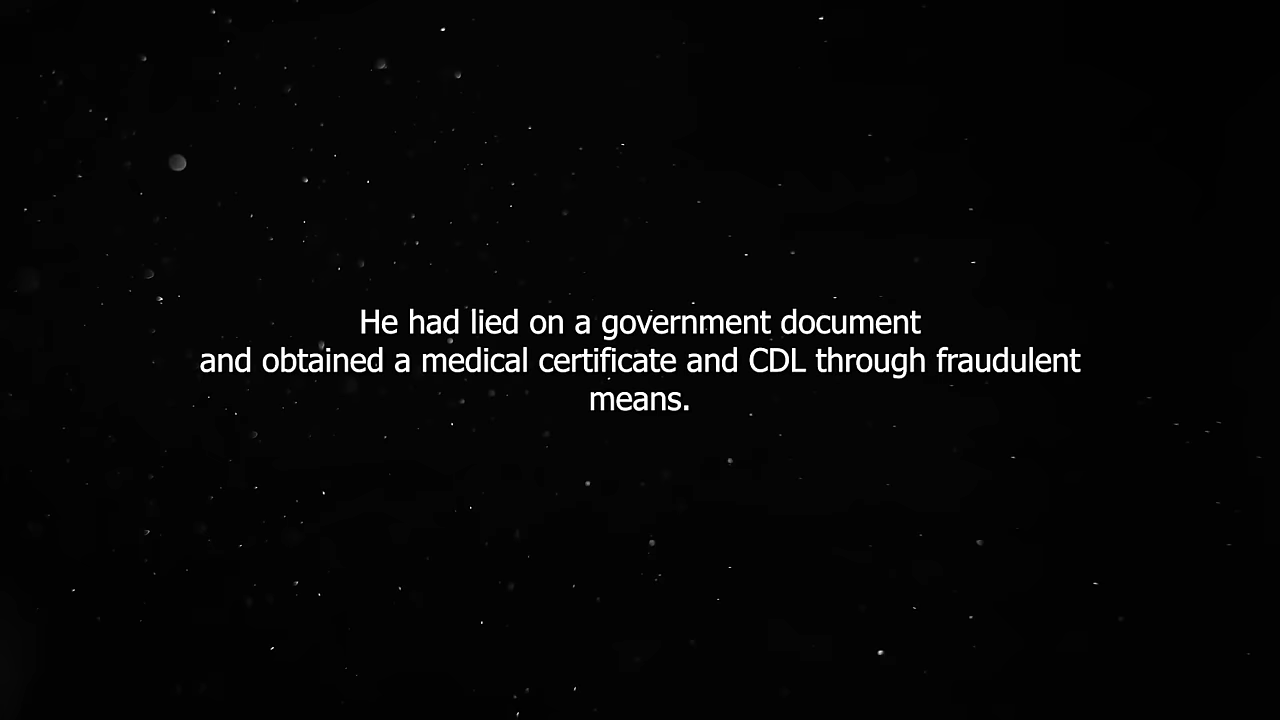 He had lied on a government document
and obtained a medical certificate and CDL through fraudulent
means.